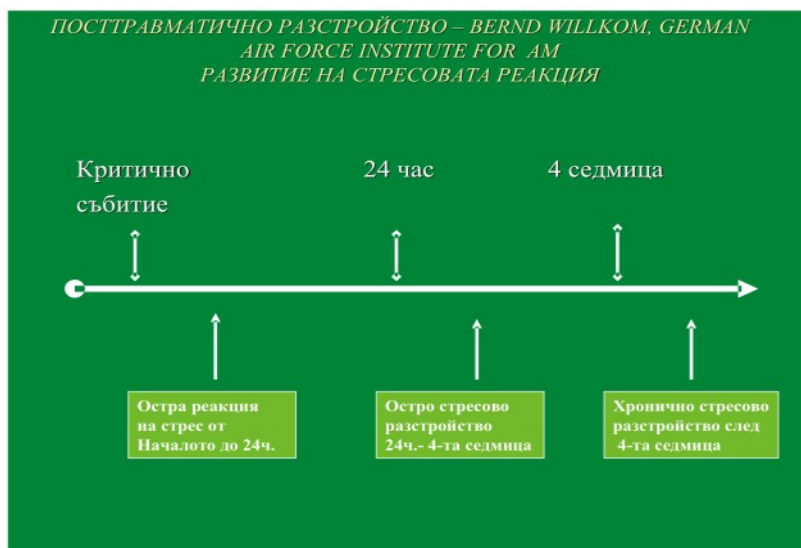 ПОСТТРАВМАТИЧНО РАЗСТРОЙСТВО – BERND WILLKOM, GERMAN
AIR FORCE INSTITUTE FOR AM
РАЗВИТИЕ НА СТРЕСОВАТА РЕАКЦИЯ
Критично
събитие
24 час
4 седмица
Остра реакция
на стрес от
Началото до 24ч.
Остро стресово
разстройство
24ч.- 4-та седмица
Хронично стресово
разстройство след
4-та седмица